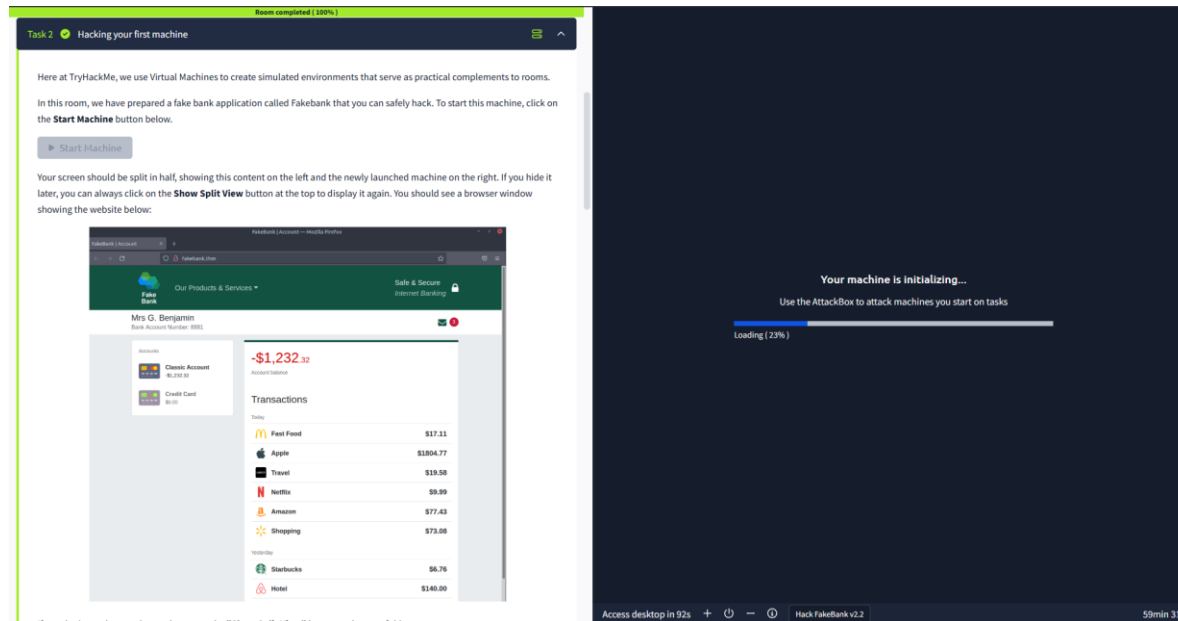 Room completed ( 100% )
Task 2 Hacking your first machine
Here at TryHackMe, we use Virtual Machines to create simulated environments that serve as practical complements to rooms.
In this room, we have prepared a fake bank application called Fakebank that you can safely hack. To start this machine, click on
the Start Machine button below.
Start Machine
Your screen should be split in half, showing this content on the left and the newly launched machine on the right. If you hide it
later, you can always click on the Show Split View button at the top to display it again. You should see a browser window
showing the website below:
FakeBank | Account — Mozilla Firefox
FakeBank | Account
fakebank.thm
Fake
Bank
Our Products & Services
Safe & Secure
Internet Banking
Mrs G. Benjamin
Bank Account Number: 8881
Accounts
Classic Account
-$1,232.32
Credit Card
$0.00
-$1,232.32
Account balance
Transactions
Today
Fast Food $17.11
Apple $1804.77
Travel $19.58
Netflix $9.99
Amazon $77.43
Shopping $73.08
Yesterday
Starbucks $6.76
Hotel $140.00
Your machine is initializing...
Use the AttackBox to attack machines you start on tasks
Loading ( 23% )
Access desktop in 92s
Hack FakeBank v2.2
59min 31